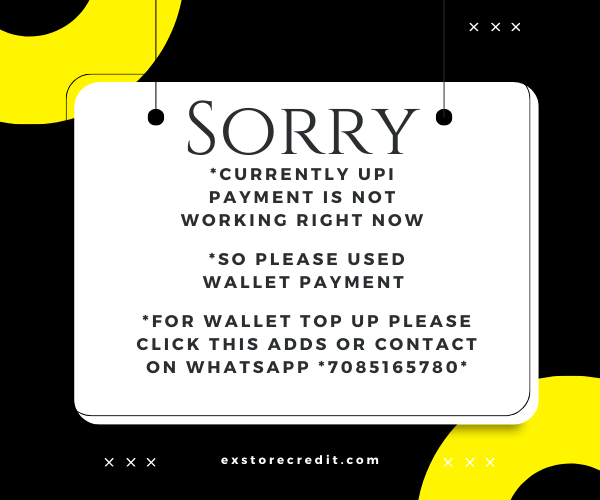 × × ×
SORRY
*CURRENTLY UPI
PAYMENT IS NOT
WORKING RIGHT NOW
*SO PLEASE USED
WALLET PAYMENT
*FOR WALLET TOP UP PLEASE
CLICK THIS ADDS OR CONTACT
ON WHATSAPP *7085165780*
× × × exstorecredit.com × × ×